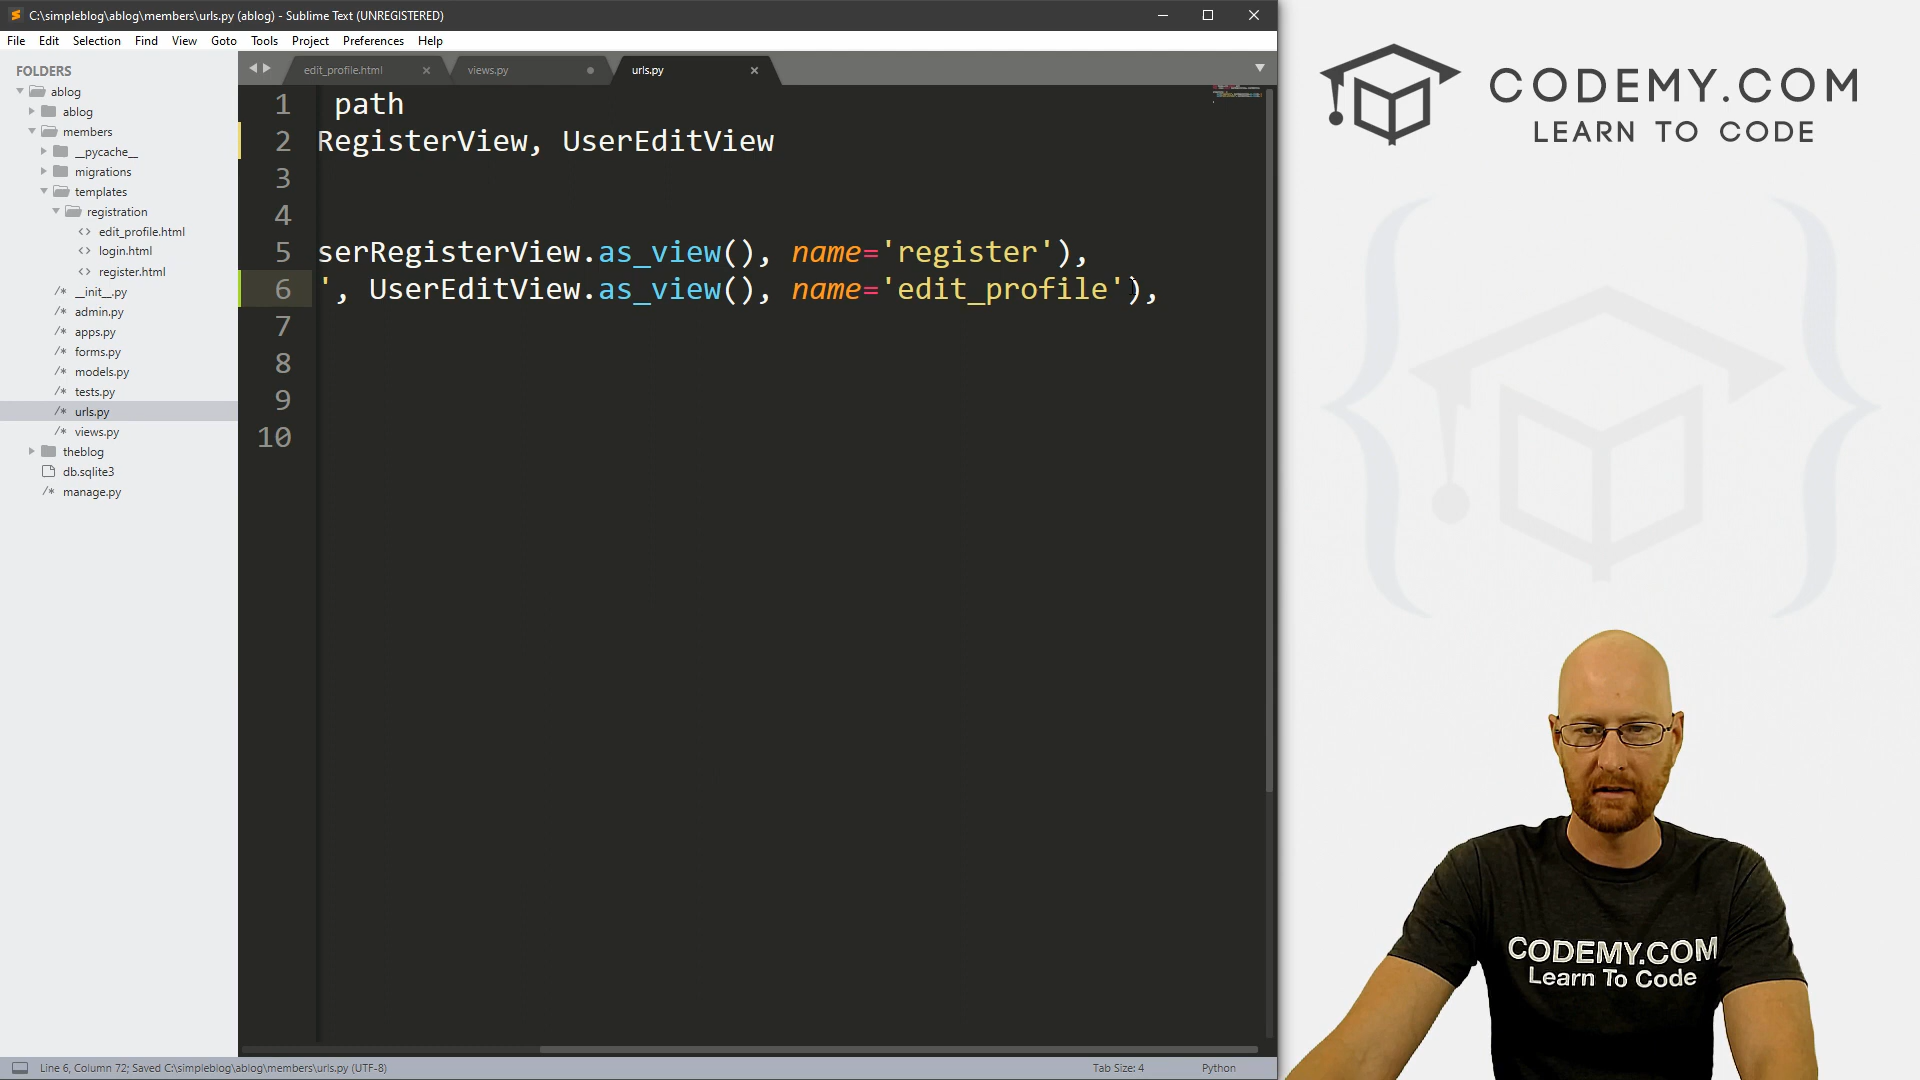 C:\simpleblog\ablog\members\urls.py (ablog) - Sublime Text (UNREGISTERED)
File Edit Selection Find View Goto Tools Project Preferences Help
FOLDERS
ablog
ablog
members
__pycache__
migrations
templates
registration
edit_profile.html
login.html
register.html
__init__.py
admin.py
apps.py
forms.py
models.py
tests.py
urls.py
views.py
theblog
db.sqlite3
manage.py
edit_profile.html views.py urls.py
1 path
2 RegisterView, UserEditView
3
4
5 serRegisterView.as_view(), name='register'),
6 ', UserEditView.as_view(), name='edit_profile'),
7
8
9
10
Line 6, Column 72; Saved C:\simpleblog\ablog\members\urls.py (UTF-8) Tab Size: 4 Python
CODEMY.COM
LEARN TO CODE
CODEMY.COM
Learn To Code